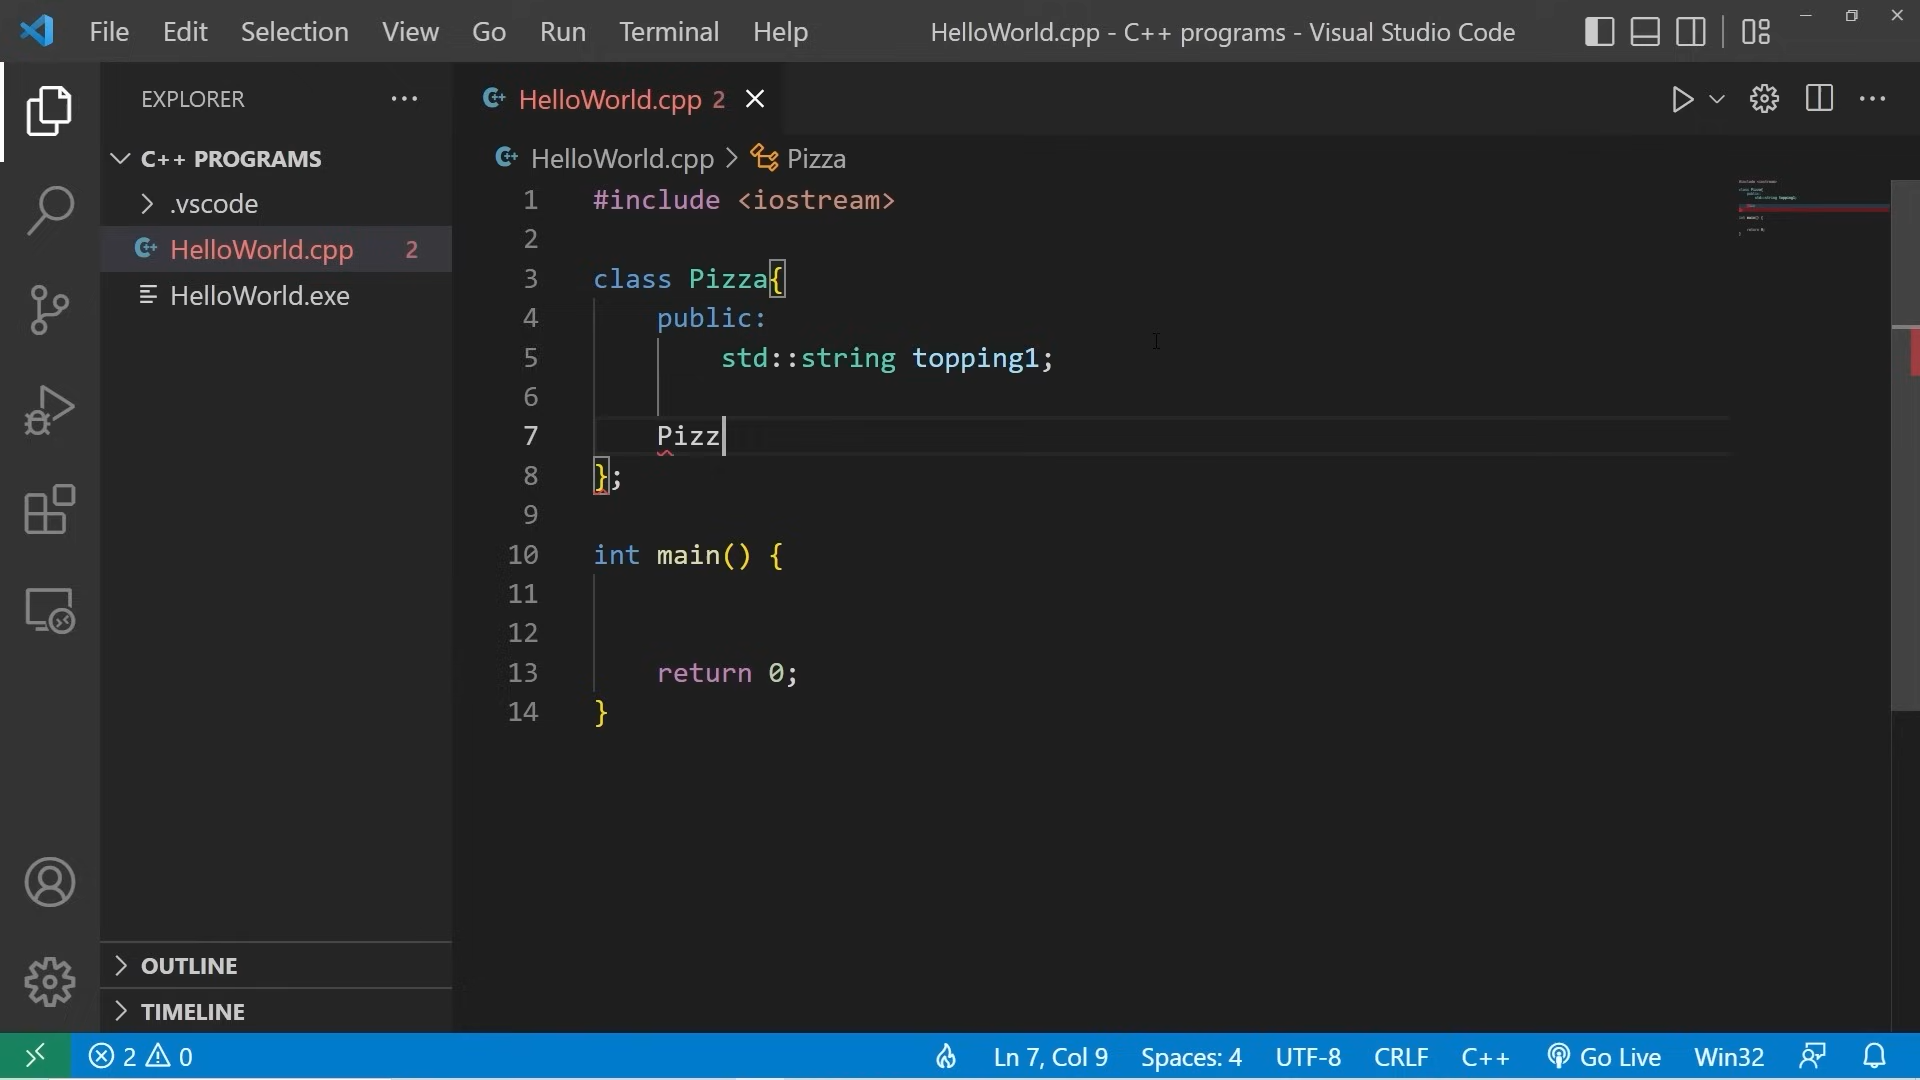 File Edit Selection View Go Run Terminal Help HelloWorld.cpp - C++ programs - Visual Studio Code
EXPLORER
C++ PROGRAMS
.vscode
HelloWorld.cpp 2
HelloWorld.exe
OUTLINE
TIMELINE
HelloWorld.cpp 2
HelloWorld.cpp > Pizza
1 #include <iostream>
2
3 class Pizza{
4 public:
5 std::string topping1;
6
7 Pizz
8 };
9
10 int main() {
11
12
13 return 0;
14 }
2 0 Ln 7, Col 9 Spaces: 4 UTF-8 CRLF C++ Go Live Win32